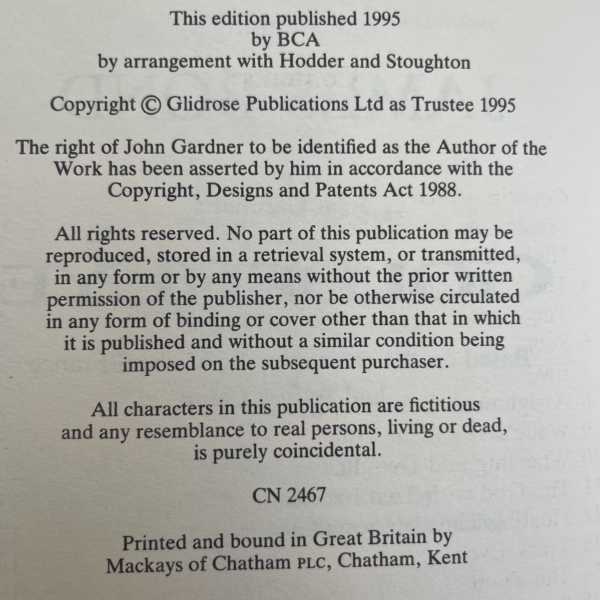 This edition published 1995
by BCA
by arrangement with Hodder and Stoughton
Copyright © Glidrose Publications Ltd as Trustee 1995
The right of John Gardner to be identified as the Author of the
Work has been asserted by him in accordance with the
Copyright, Designs and Patents Act 1988.
All rights reserved. No part of this publication may be
reproduced, stored in a retrieval system, or transmitted,
in any form or by any means without the prior written
permission of the publisher, nor be otherwise circulated
in any form of binding or cover other than that in which
it is published and without a similar condition being
imposed on the subsequent purchaser.
All characters in this publication are fictitious
and any resemblance to real persons, living or dead,
is purely coincidental.
CN 2467
Printed and bound in Great Britain by
Mackays of Chatham PLC, Chatham, Kent